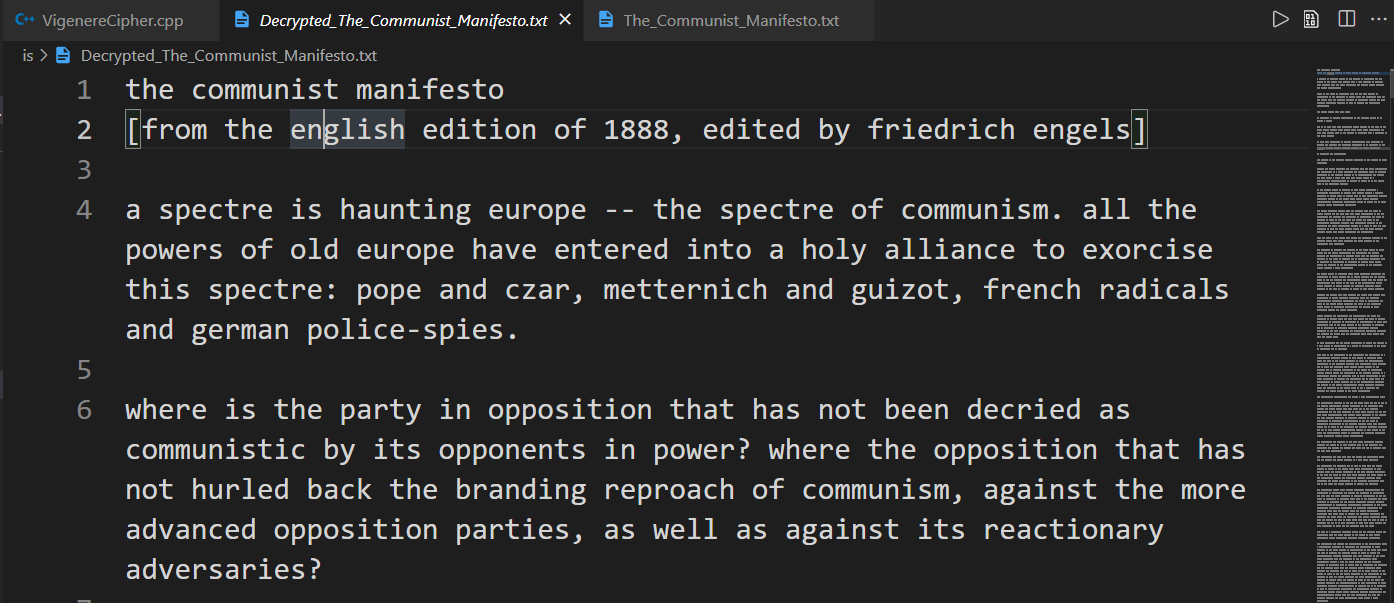 VigenereCipher.cpp Decrypted_The_Communist_Manifesto.txt The_Communist_Manifesto.txt
is > Decrypted_The_Communist_Manifesto.txt
1 the communist manifesto
2 [from the english edition of 1888, edited by friedrich engels]
3
4 a spectre is haunting europe -- the spectre of communism. all the
powers of old europe have entered into a holy alliance to exorcise
this spectre: pope and czar, metternich and guizot, french radicals
and german police-spies.
5
6 where is the party in opposition that has not been decried as
communistic by its opponents in power? where the opposition that has
not hurled back the branding reproach of communism, against the more
advanced opposition parties, as well as against its reactionary
adversaries?